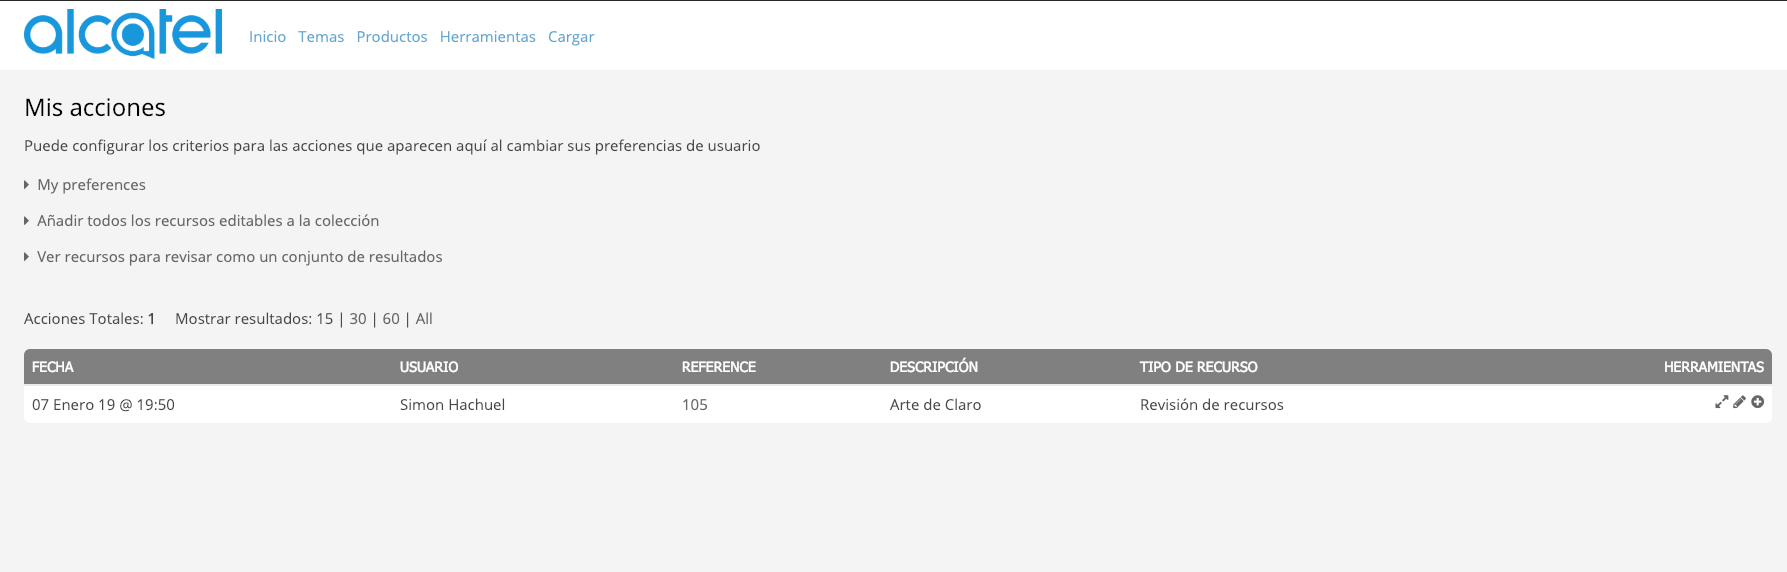 alcatel Inicio Temas Productos Herramientas Cargar
Mis acciones
Puede configurar los criterios para las acciones que aparecen aquí al cambiar sus preferencias de usuario
My preferences
Añadir todos los recursos editables a la colección
Ver recursos para revisar como un conjunto de resultados
Acciones Totales: 1 Mostrar resultados: 15 | 30 | 60 | All
FECHA USUARIO REFERENCE DESCRIPCIÓN TIPO DE RECURSO HERRAMIENTAS
07 Enero 19 @ 19:50 Simon Hachuel 105 Arte de Claro Revisión de recursos